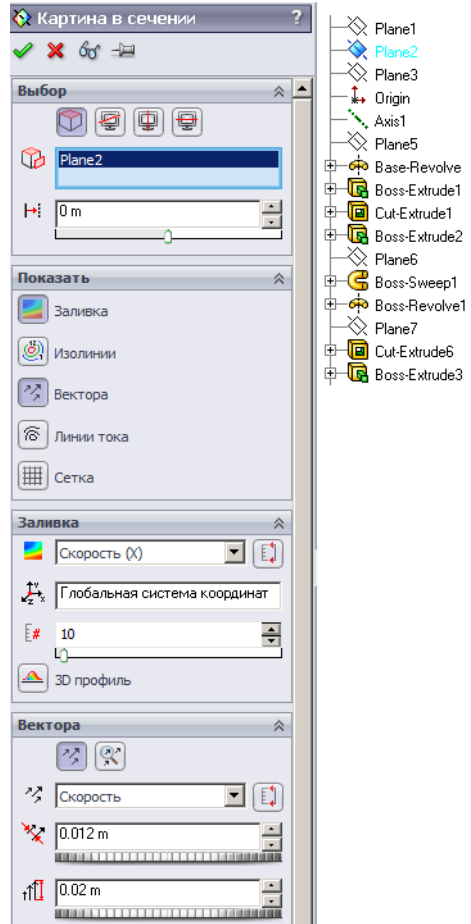 Картина в сечении ?
Выбор
Plane2
0 m
Показать
Заливка
Изолинии
Вектора
Линии тока
Сетка
Заливка
Скорость (X)
Глобальная система координат
10
3D профиль
Вектора
Скорость
0.012 m
0.02 m
Plane1
Plane2
Plane3
Origin
Axis1
Plane5
Base-Revolve
Boss-Extrude1
Cut-Extrude1
Boss-Extrude2
Plane6
Boss-Sweep1
Boss-Revolve1
Plane7
Cut-Extrude6
Boss-Extrude3